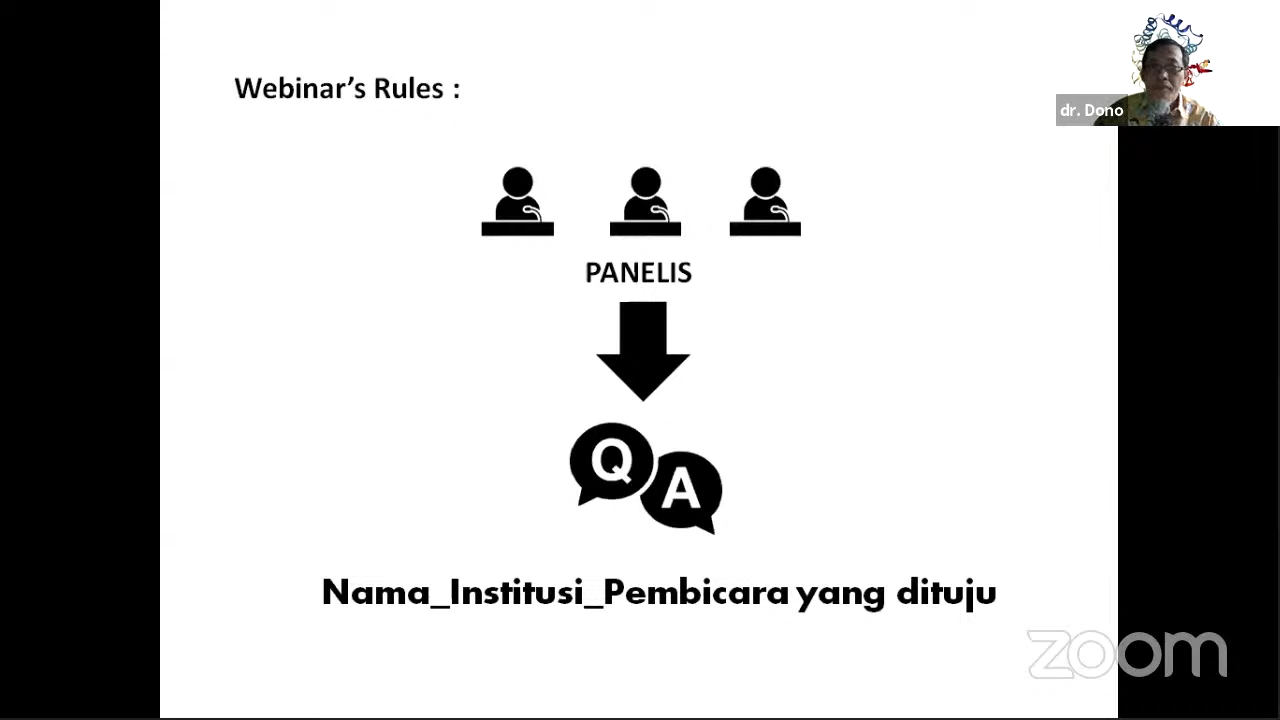 Webinar's Rules :
dr. Dono
PANELIS
Q
A
Nama_Institusi_Pembicara yang dituju
zoom